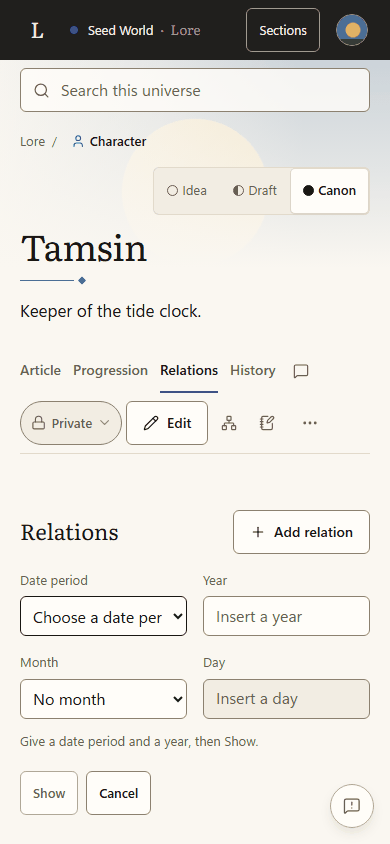 L
Seed World · Lore
Sections
Search this universe
Lore / Character
Idea
Draft
Canon
Tamsin
Keeper of the tide clock.
Article
Progression
Relations
History
Private
Edit
Relations
Add relation
Date period
Year
Choose a date per
Insert a year
Month
Day
No month
Insert a day
Give a date period and a year, then Show.
Show
Cancel